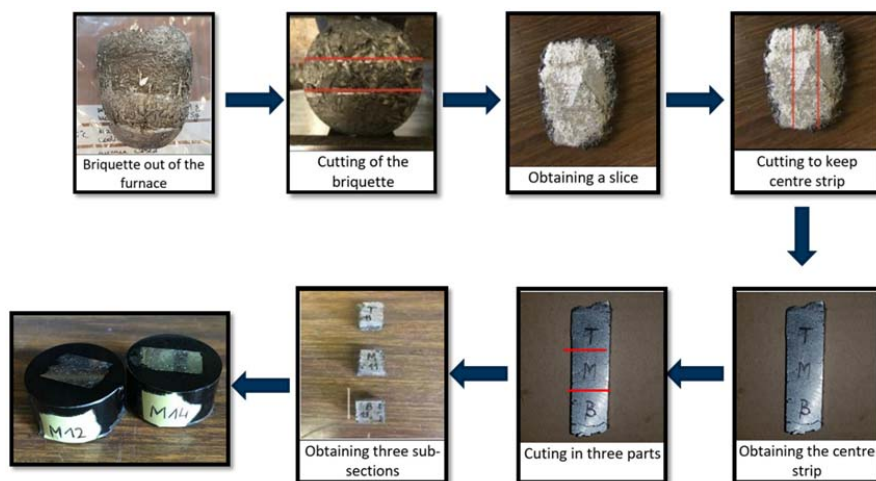 Briquette out of the
furnace
Cutting of the
briquette
Obtaining a slice
Cutting to keep
centre strip
Obtaining the centre
strip
T
M
B
Cuting in three parts
T
M
B
Obtaining three sub-
sections
T
M
B
M12
M14